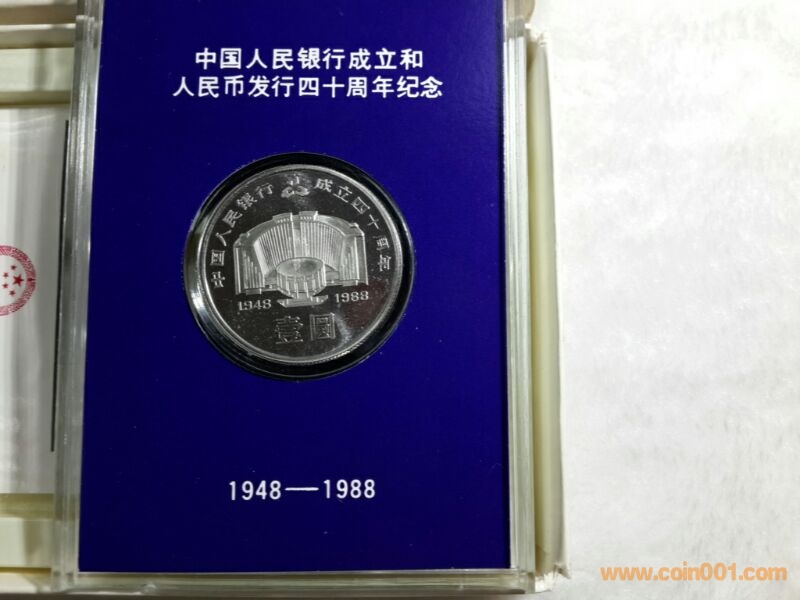 中国人民银行成立和
人民币发行四十周年纪念
中国人民银行 成立四十周年
1948 1988
壹圆
1948—1988
www.coin001.com